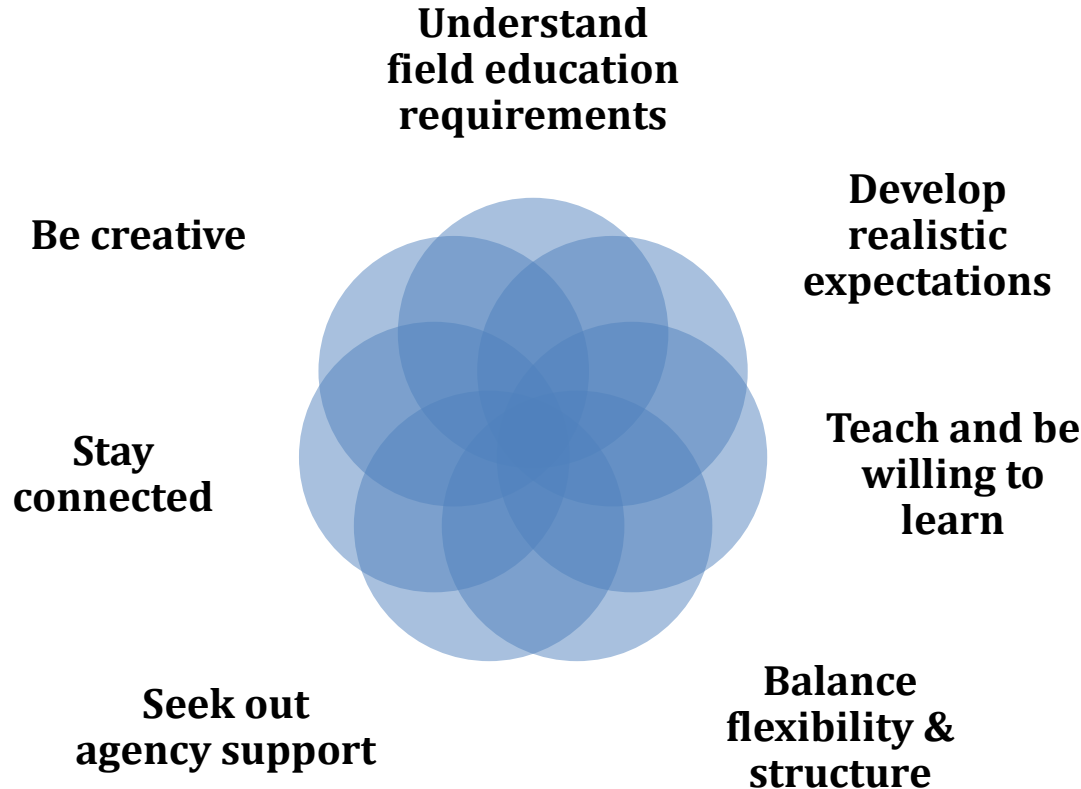 Understand
field education
requirements
Develop
realistic
expectations
Teach and be
willing to
learn
Balance
flexibility &
structure
Seek out
agency support
Stay
connected
Be creative